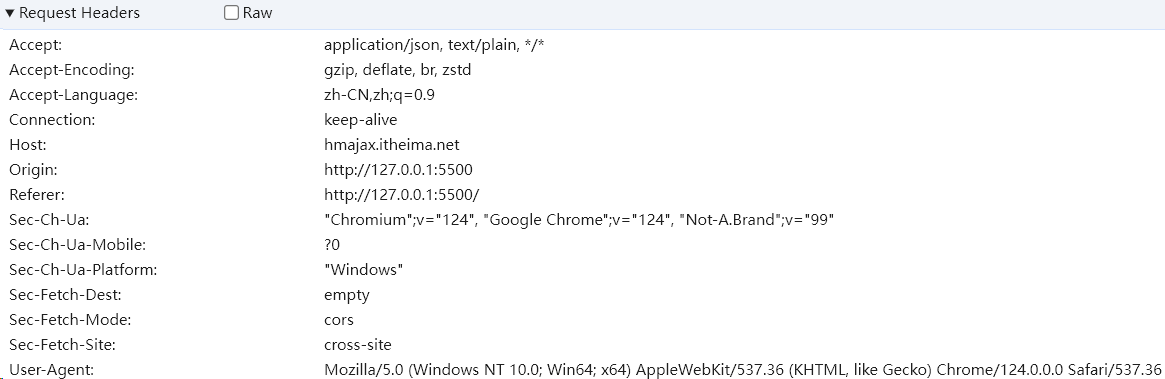 ▼ Request Headers Raw
Accept: application/json, text/plain, */*
Accept-Encoding: gzip, deflate, br, zstd
Accept-Language: zh-CN,zh;q=0.9
Connection: keep-alive
Host: hmajax.itheima.net
Origin: http://127.0.0.1:5500
Referer: http://127.0.0.1:5500/
Sec-Ch-Ua: "Chromium";v="124", "Google Chrome";v="124", "Not-A.Brand";v="99"
Sec-Ch-Ua-Mobile: ?0
Sec-Ch-Ua-Platform: "Windows"
Sec-Fetch-Dest: empty
Sec-Fetch-Mode: cors
Sec-Fetch-Site: cross-site
User-Agent: Mozilla/5.0 (Windows NT 10.0; Win64; x64) AppleWebKit/537.36 (KHTML, like Gecko) Chrome/124.0.0.0 Safari/537.36